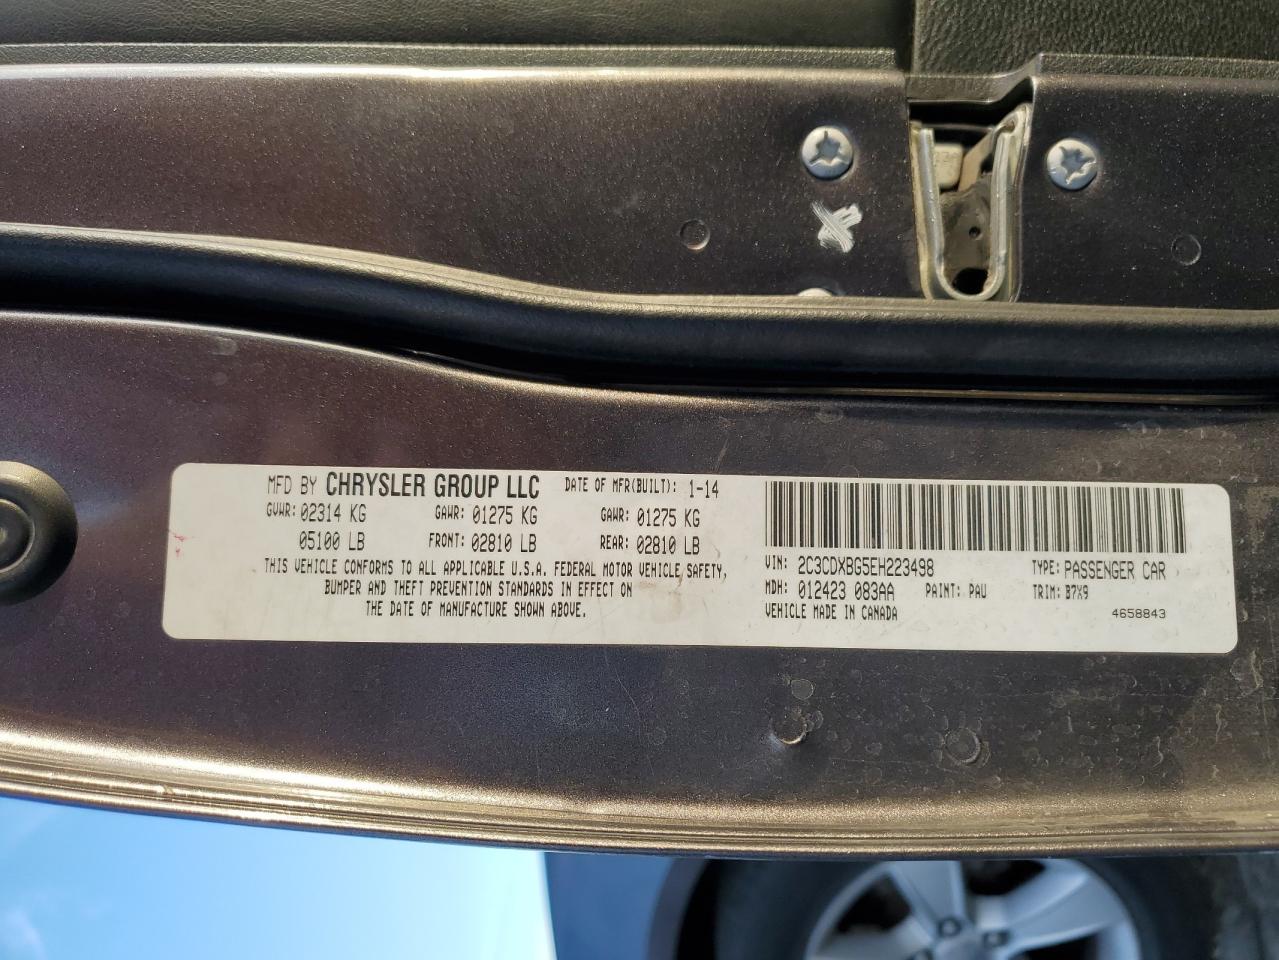 MFD BY CHRYSLER GROUP LLC DATE OF MFR(BUILT): 1-14
GVWR: 02314 KG GAWR: 01275 KG GAWR: 01275 KG
05100 LB FRONT: 02810 LB REAR: 02810 LB
THIS VEHICLE CONFORMS TO ALL APPLICABLE U.S.A. FEDERAL MOTOR VEHICLE SAFETY,
BUMPER AND THEFT PREVENTION STANDARDS IN EFFECT ON
THE DATE OF MANUFACTURE SHOWN ABOVE.
VIN: 2C3CDXBG5EH223498 TYPE: PASSENGER CAR
MDH: 012423 083AA PAINT: PAU TRIM: B7X9
VEHICLE MADE IN CANADA 4658843